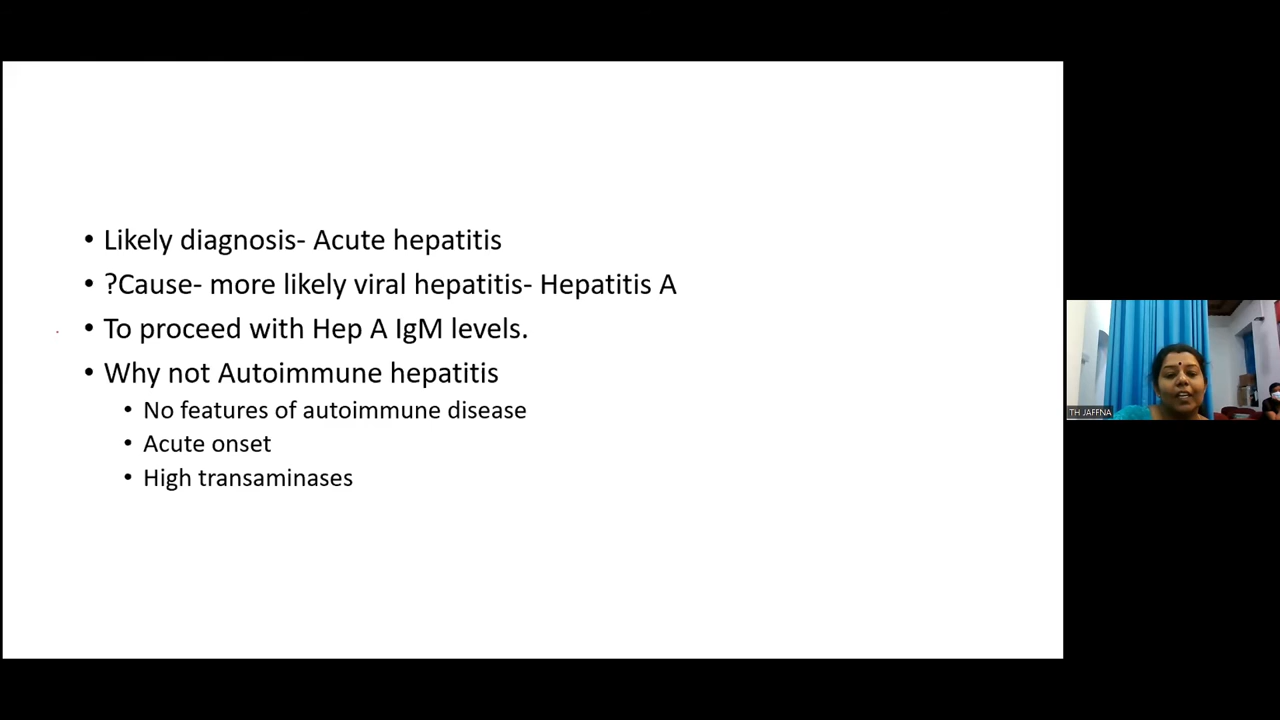 • Likely diagnosis- Acute hepatitis
• ?Cause- more likely viral hepatitis- Hepatitis A
• To proceed with Hep A IgM levels.
• Why not Autoimmune hepatitis
• No features of autoimmune disease
• Acute onset
• High transaminases
TH JAFFNA